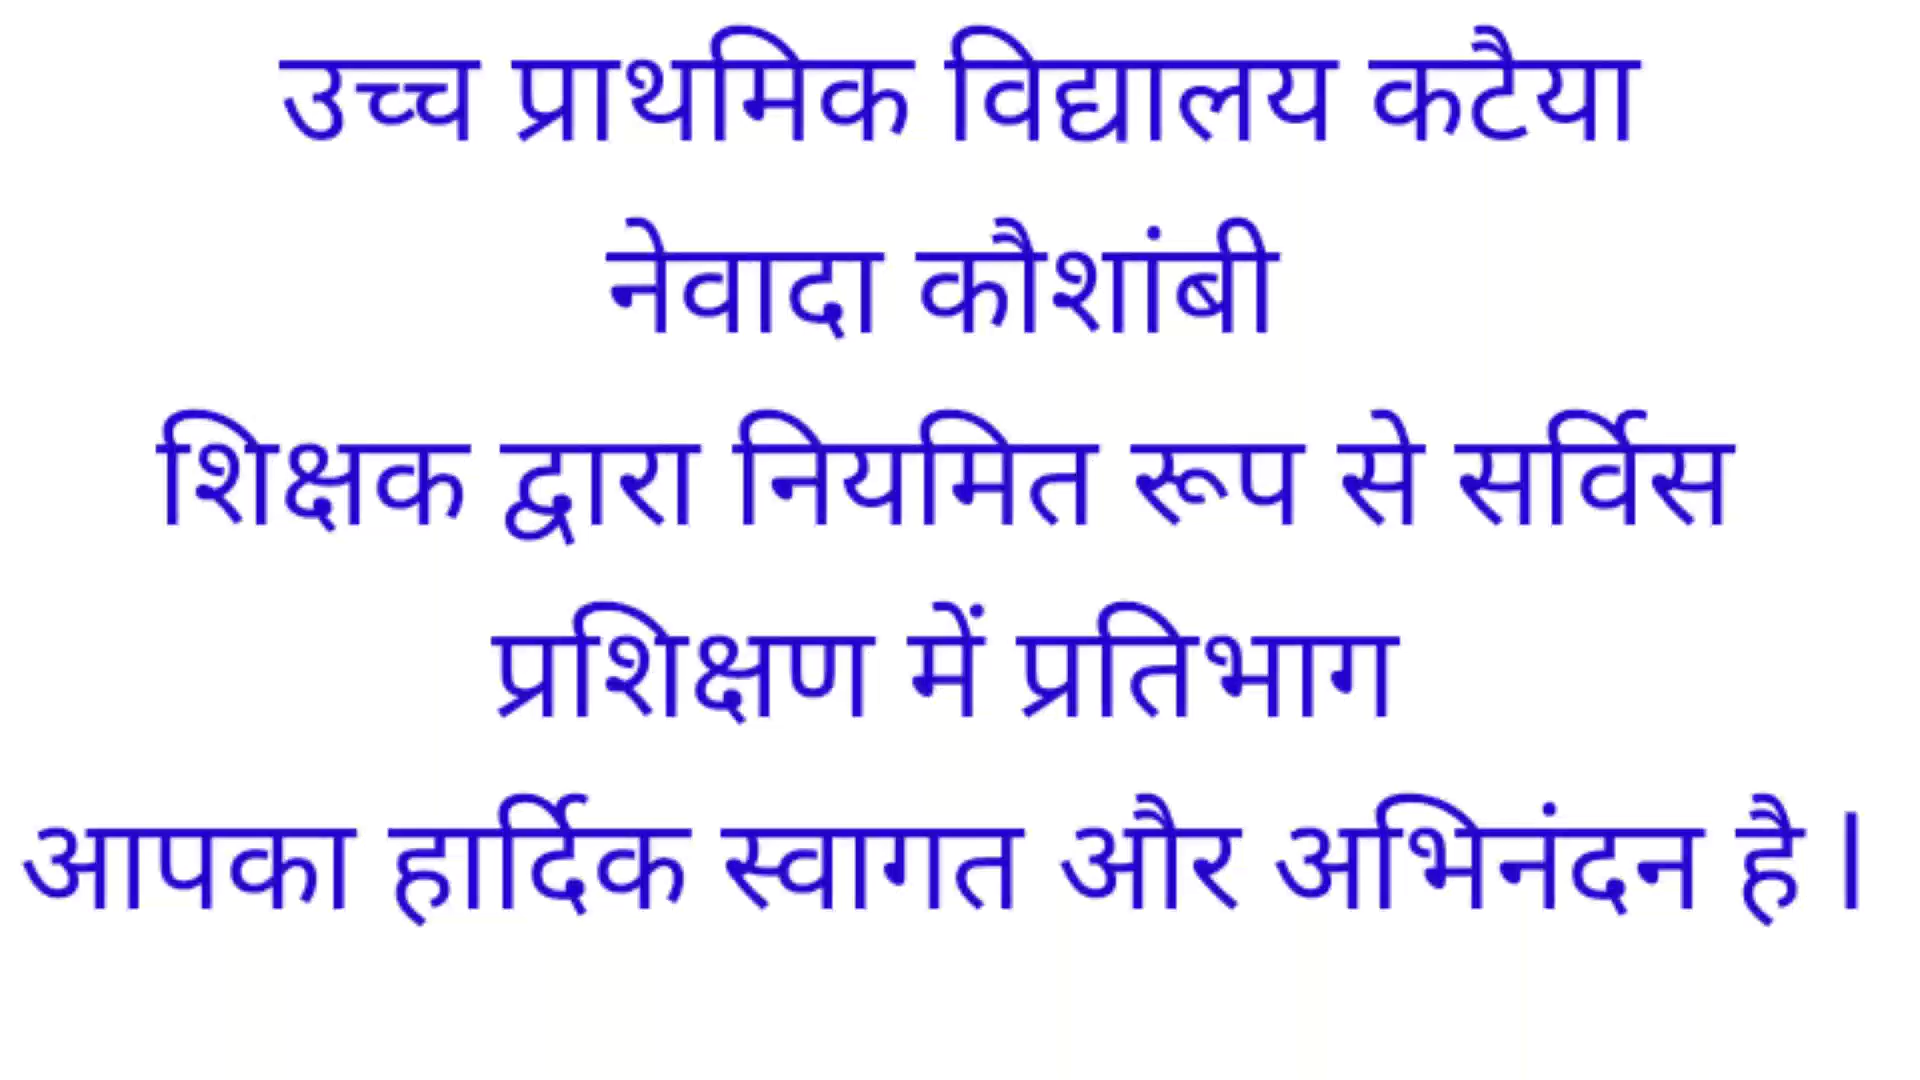 उच्च प्राथमिक विद्यालय कटैया
नेवादा कौशांबी
शिक्षक द्वारा नियमित रूप से सर्विस
प्रशिक्षण में प्रतिभाग
आपका हार्दिक स्वागत और अभिनंदन है l